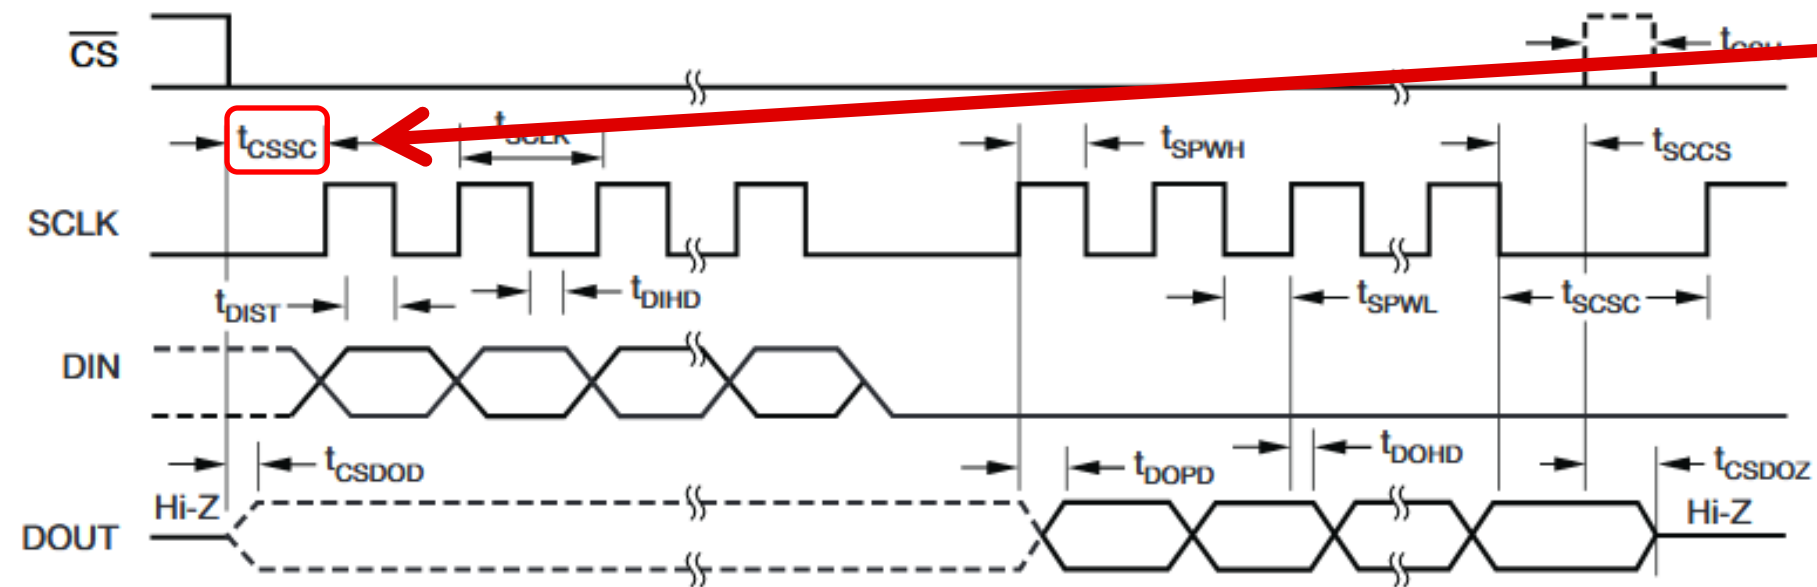 CS
tCSSC
tSPWH
tSCCS
SCLK
tDIST
tDIHD
tSPWL
tSCSC
DIN
tCSDOD
tDOPD
tDOHD
tCSDOZ
Hi-Z
Hi-Z
DOUT